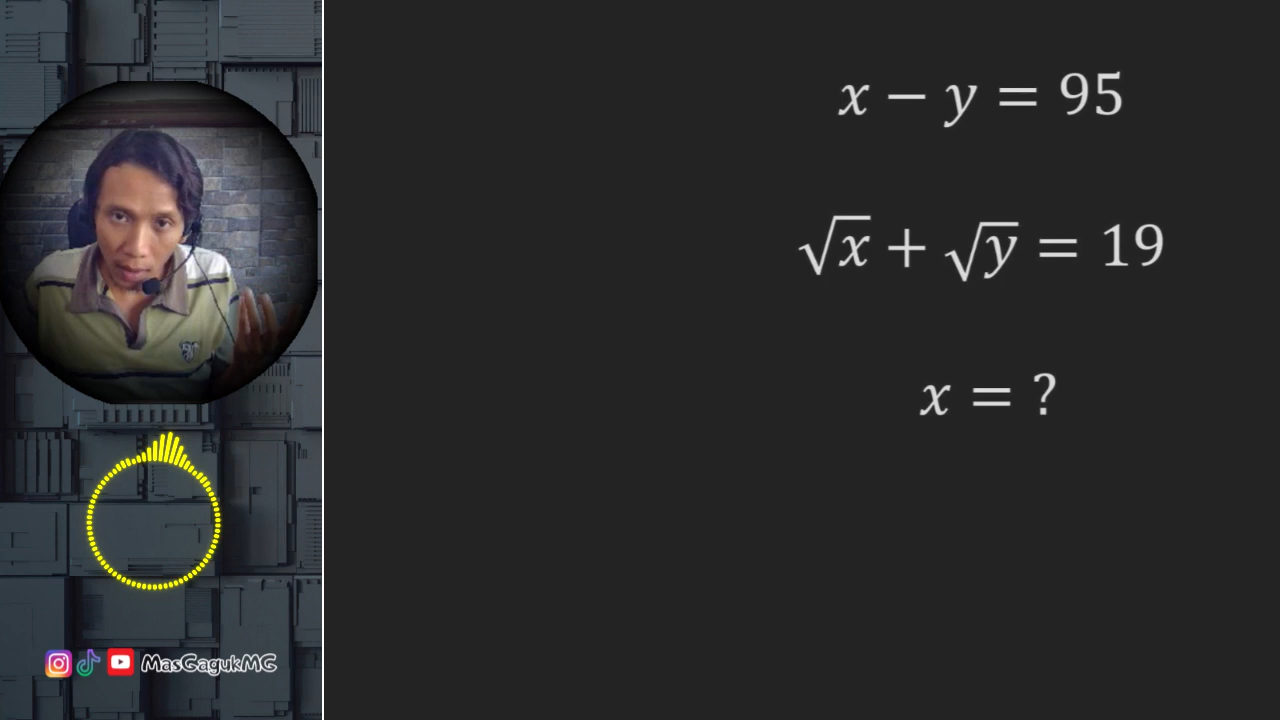 x − y = 95
√x + √y = 19
x = ?
MasGagukMG